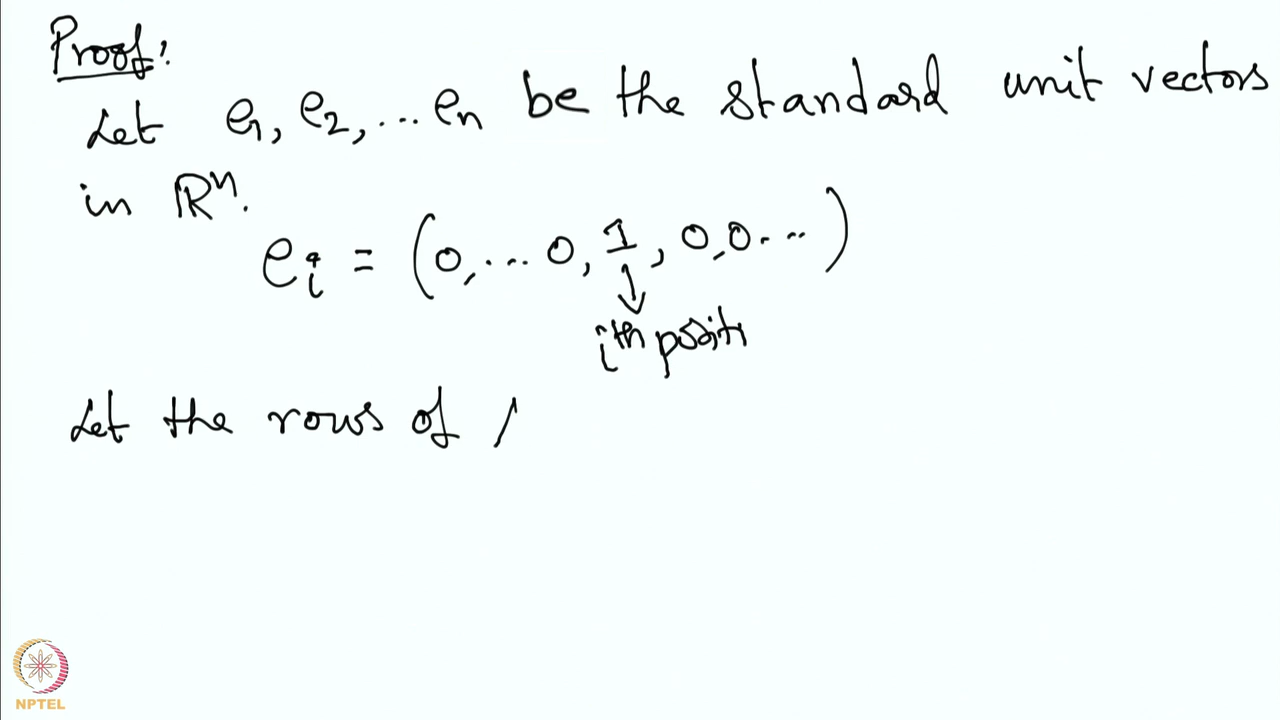 Proof:
Let e1, e2, ... en be the standard unit vectors
in ℝⁿ.
ei = (0, ... 0, 1, 0, 0 ...)
↓
ith positi
Let the rows of
NPTEL